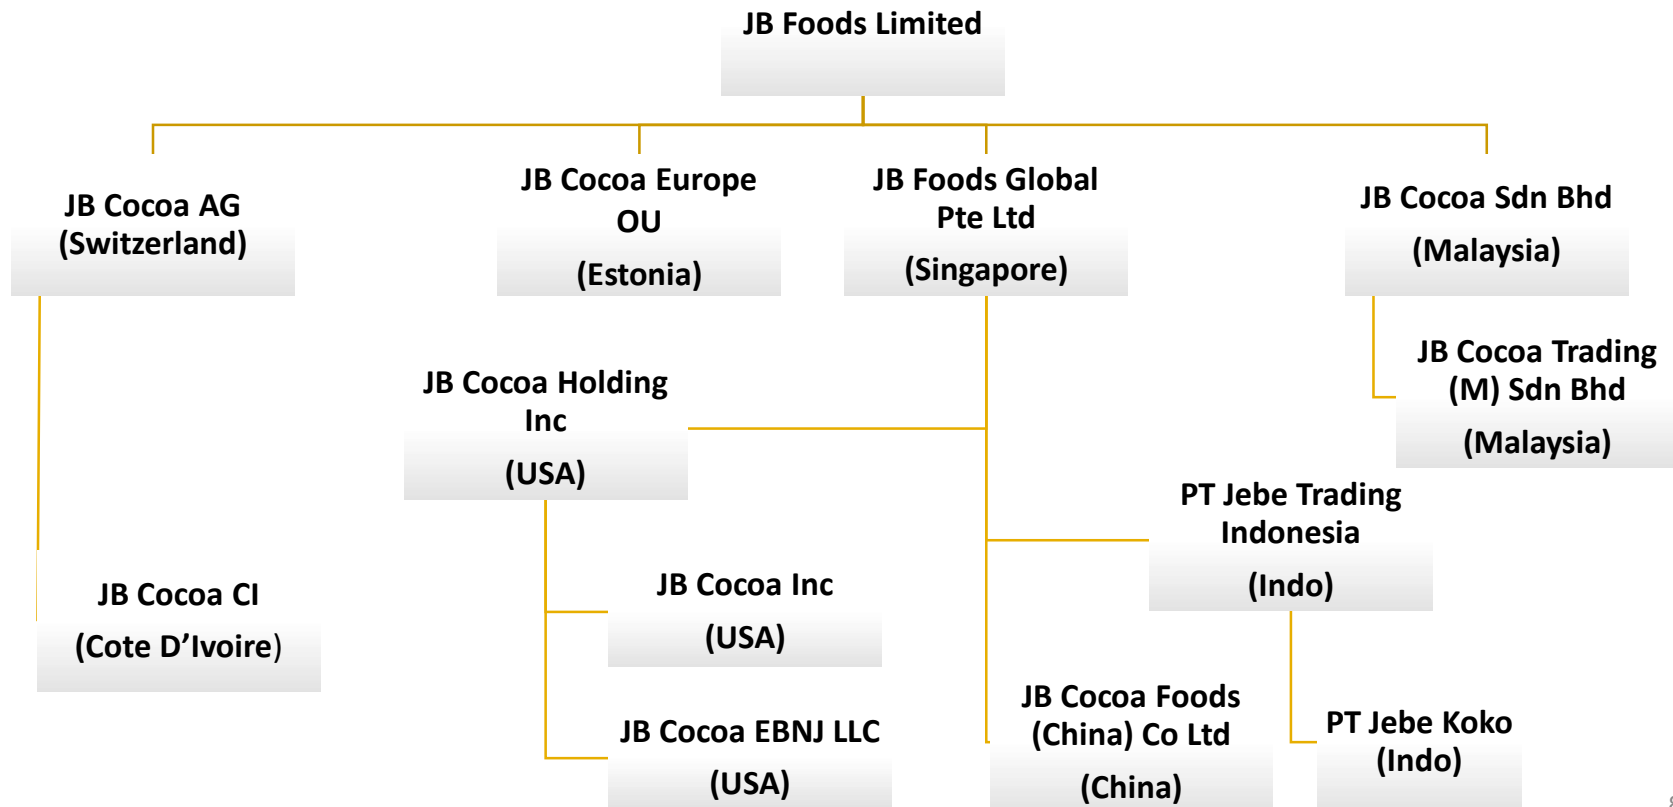 JB Foods Limited
JB Cocoa AG
(Switzerland)
JB Cocoa Europe
OU
(Estonia)
JB Foods Global
Pte Ltd
(Singapore)
JB Cocoa Sdn Bhd
(Malaysia)
JB Cocoa Trading
(M) Sdn Bhd
(Malaysia)
JB Cocoa Holding
Inc
(USA)
PT Jebe Trading
Indonesia
(Indo)
JB Cocoa CI
(Cote D’Ivoire)
JB Cocoa Inc
(USA)
JB Cocoa EBNJ LLC
(USA)
JB Cocoa Foods
(China) Co Ltd
(China)
PT Jebe Koko
(Indo)